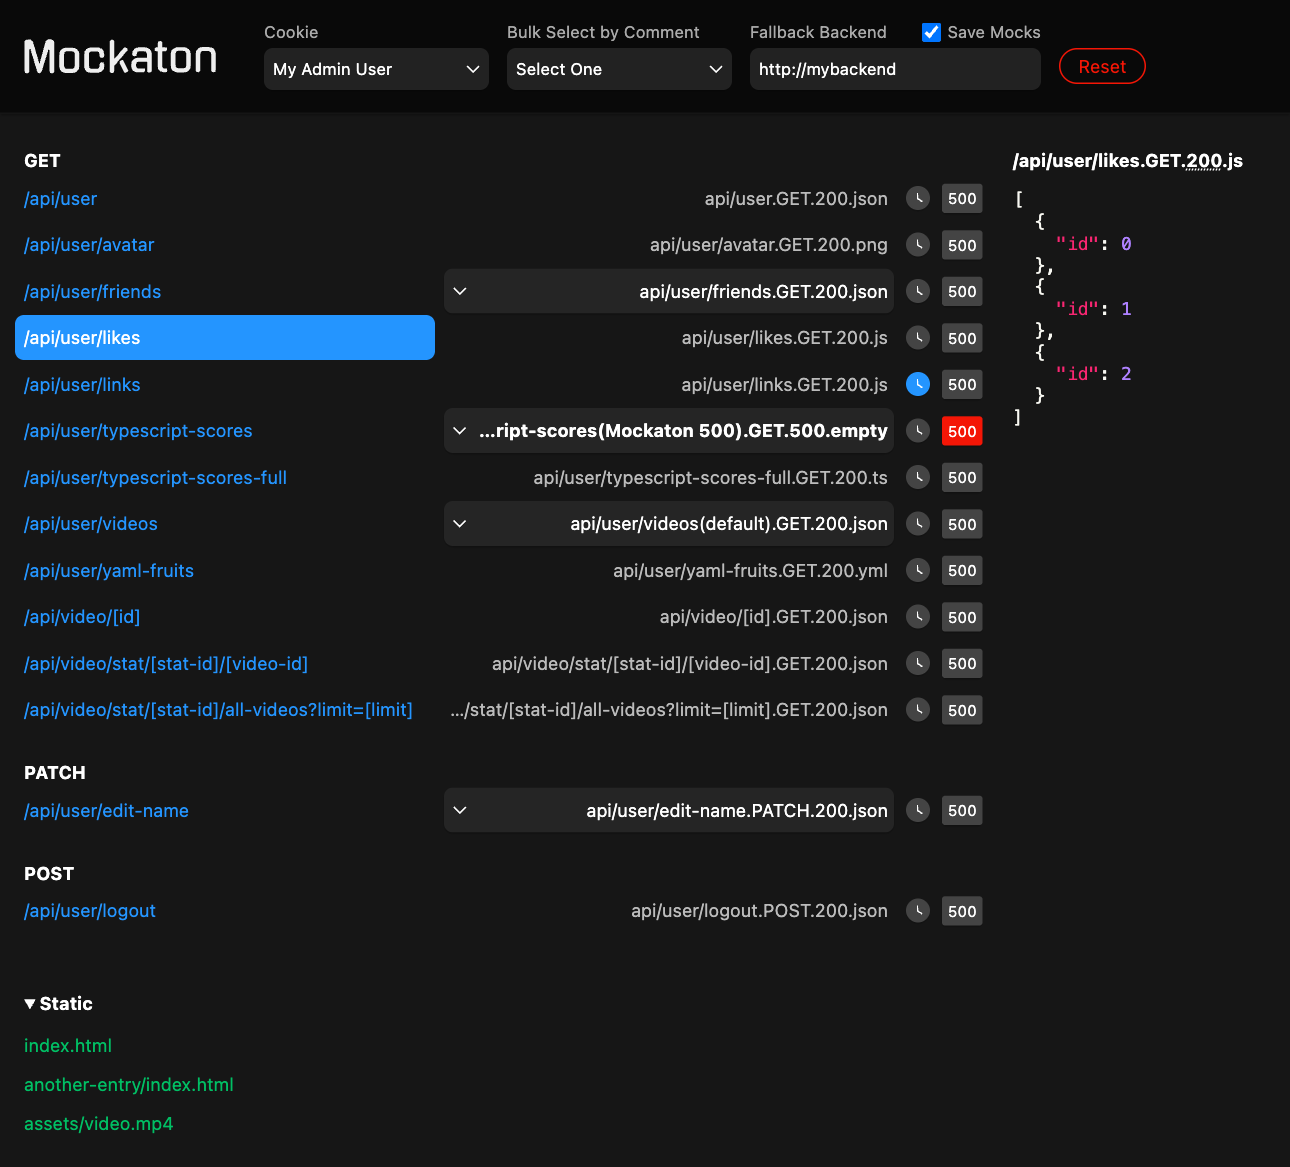 Mockaton
Cookie
My Admin User
Bulk Select by Comment
Select One
Fallback Backend
Save Mocks
http://mybackend
Reset
GET
/api/user api/user.GET.200.json 500
/api/user/avatar api/user/avatar.GET.200.png 500
/api/user/friends api/user/friends.GET.200.json 500
/api/user/likes api/user/likes.GET.200.js 500
/api/user/links api/user/links.GET.200.js 500
/api/user/typescript-scores ...ript-scores(Mockaton 500).GET.500.empty 500
/api/user/typescript-scores-full api/user/typescript-scores-full.GET.200.ts 500
/api/user/videos api/user/videos(default).GET.200.json 500
/api/user/yaml-fruits api/user/yaml-fruits.GET.200.yml 500
/api/video/[id] api/video/[id].GET.200.json 500
/api/video/stat/[stat-id]/[video-id] api/video/stat/[stat-id]/[video-id].GET.200.json 500
/api/video/stat/[stat-id]/all-videos?limit=[limit] .../stat/[stat-id]/all-videos?limit=[limit].GET.200.json 500
PATCH
/api/user/edit-name api/user/edit-name.PATCH.200.json 500
POST
/api/user/logout api/user/logout.POST.200.json 500
▼ Static
index.html
another-entry/index.html
assets/video.mp4
/api/user/likes.GET.200.js
[
  {
    "id": 0
  },
  {
    "id": 1
  },
  {
    "id": 2
  }
]